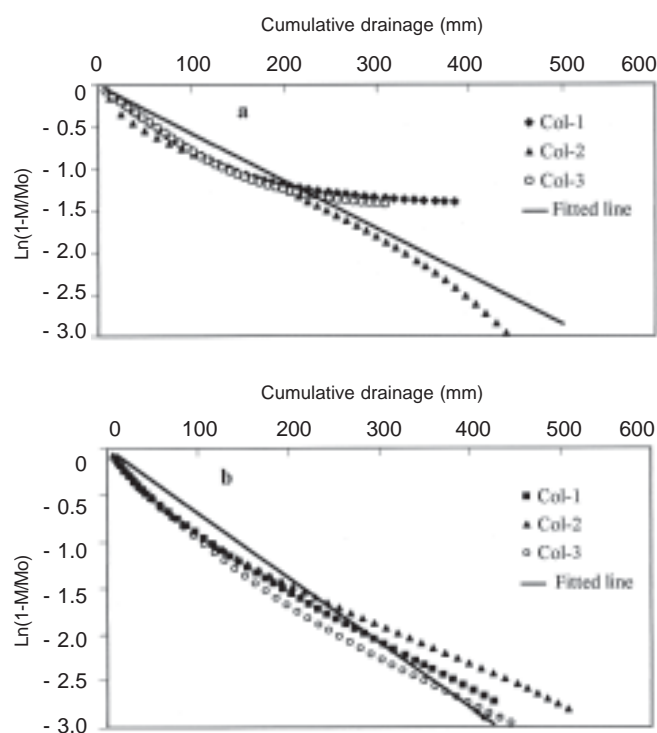 Cumulative drainage (mm)
0 100 200 300 400 500 600
0
- 0.5
- 1.0
- 1.5
- 2.0
- 2.5
- 3.0
Ln(1-M/Mo)
a
Col-1
Col-2
Col-3
Fitted line
Cumulative drainage (mm)
0 100 200 300 400 500 600
0
- 0.5
- 1.0
- 1.5
- 2.0
- 2.5
- 3.0
Ln(1-M/Mo)
b
Col-1
Col-2
Col-3
Fitted line